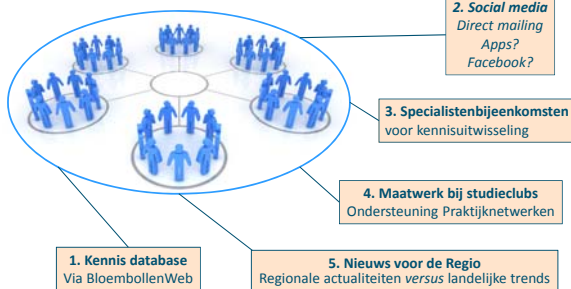 2. Social media
Direct mailing
Apps?
Facebook?
3. Specialistenbijeenkomsten
voor kennisuitwisseling
4. Maatwerk bij studieclubs
Ondersteuning Praktijknetwerken
1. Kennis database
Via BloembollenWeb
5. Nieuws voor de Regio
Regionale actualiteiten versus landelijke trends